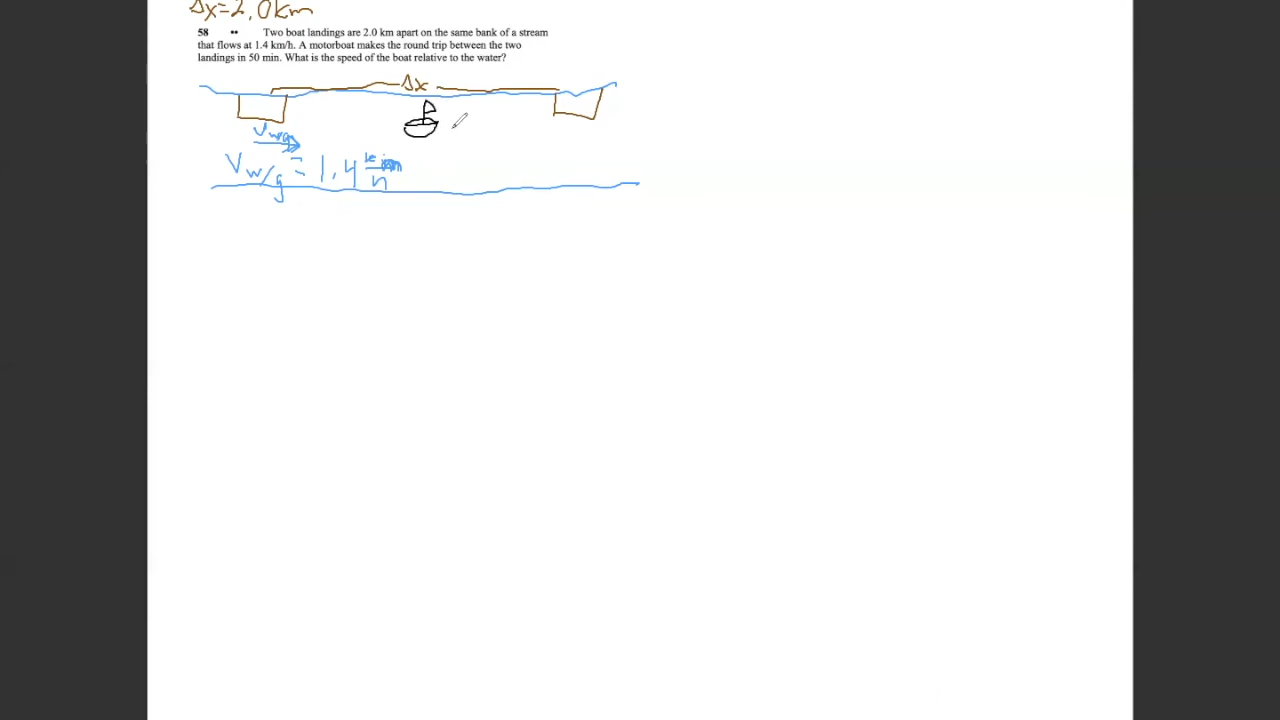 Δx=2.0km
58 •• Two boat landings are 2.0 km apart on the same bank of a stream
that flows at 1.4 km/h. A motorboat makes the round trip between the two
landings in 50 min. What is the speed of the boat relative to the water?
Δx
Vw/g
Vw/g = 1.4 km/h